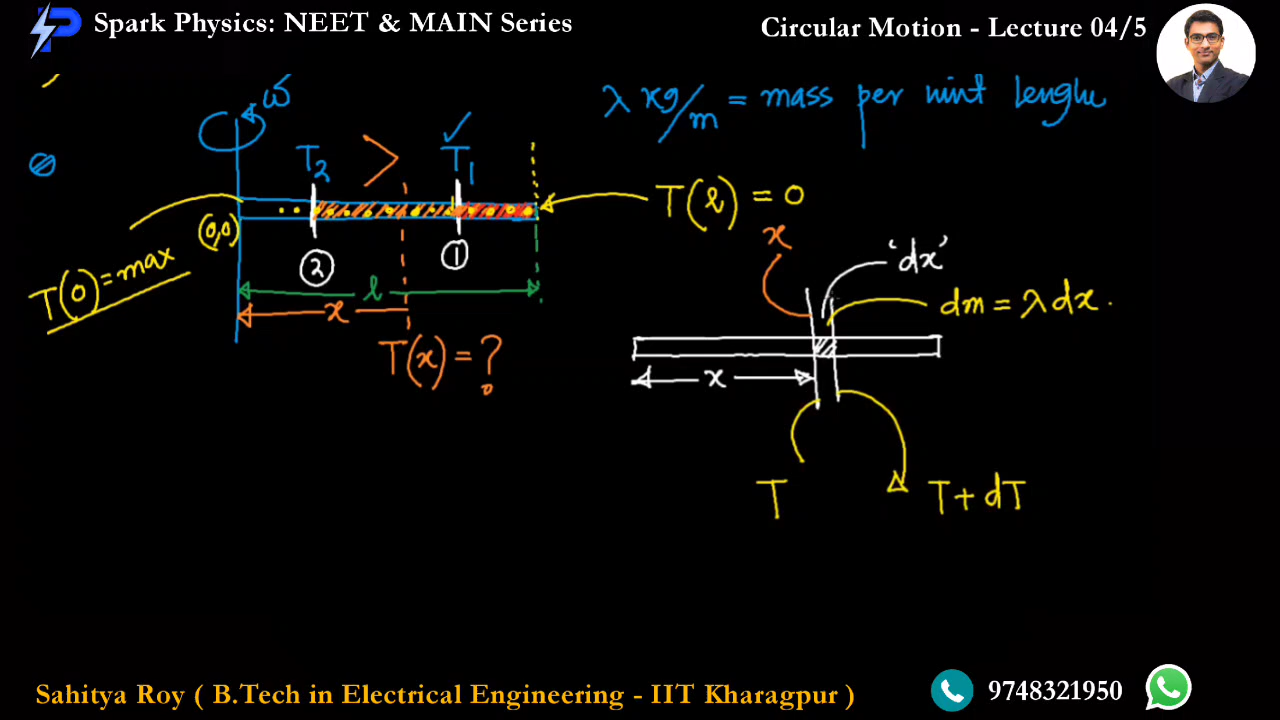 Spark Physics: NEET & MAIN Series
Circular Motion - Lecture 04/5
ω
λ kg/m = mass per unit length
T₂ > T₁
T(l) = 0
(0,0)
② ①
T(0) = max
l
x
T(x) = ?
x
'dx'
dm = λdx.
x
T
T + dT
Sahitya Roy ( B.Tech in Electrical Engineering - IIT Kharagpur )
9748321950